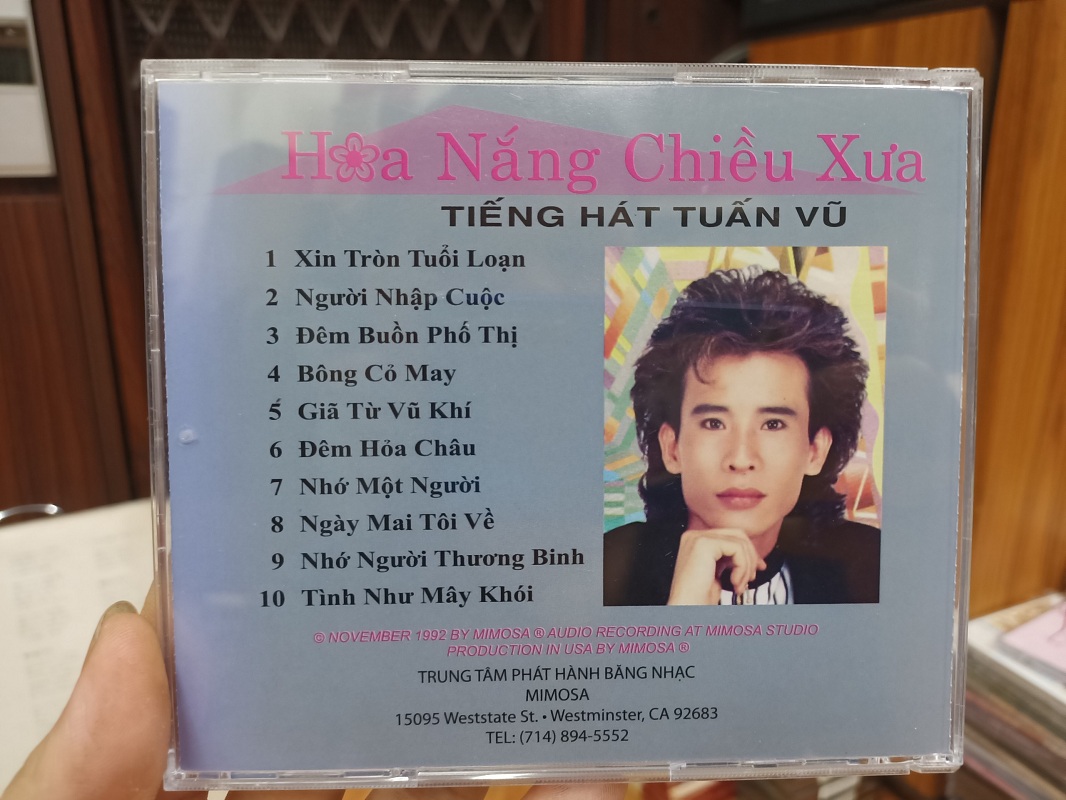 Hoa Nắng Chiều Xưa
TIẾNG HÁT TUẤN VŨ
1 Xin Tròn Tuổi Loạn
2 Người Nhập Cuộc
3 Đêm Buồn Phố Thị
4 Bông Cỏ May
5 Giã Từ Vũ Khí
6 Đêm Hỏa Châu
7 Nhớ Một Người
8 Ngày Mai Tôi Về
9 Nhớ Người Thương Binh
10 Tình Như Mây Khói
© NOVEMBER 1992 BY MIMOSA ® AUDIO RECORDING AT MIMOSA STUDIO
PRODUCTION IN USA BY MIMOSA ®
TRUNG TÂM PHÁT HÀNH BĂNG NHẠC
MIMOSA
15095 Weststate St. • Westminster, CA 92683
TEL: (714) 894-5552